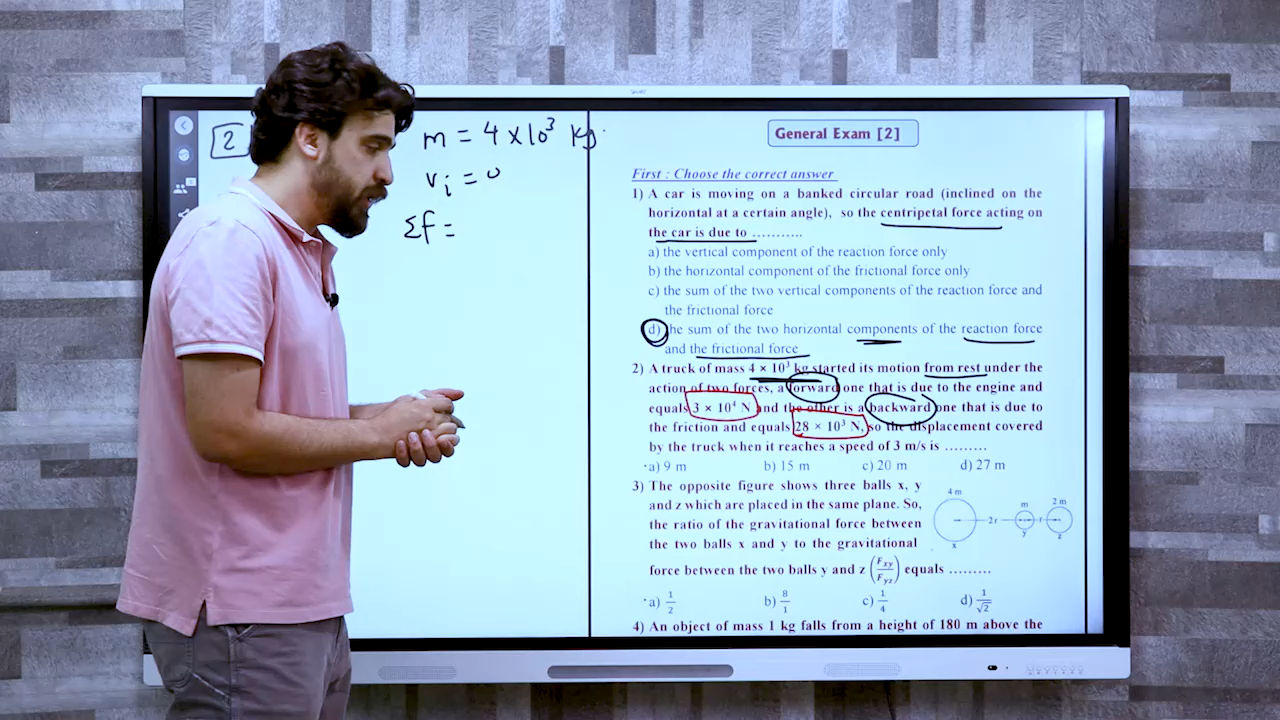 2
m = 4 × 10³ kg
vᵢ = 0
Σf =
General Exam [2]
First : Choose the correct answer
1) A car is moving on a banked circular road (inclined on the
horizontal at a certain angle), so the centripetal force acting on
the car is due to ...........
a) the vertical component of the reaction force only
b) the horizontal component of the frictional force only
c) the sum of the two vertical components of the reaction force and
the frictional force
d) the sum of the two horizontal components of the reaction force
and the frictional force
2) A truck of mass 4 × 10³ kg started its motion from rest under the
action of two forces, a forward one that is due to the engine and
equals 3 × 10⁴ N and the other is a backward one that is due to
the friction and equals 28 × 10³ N, so the displacement covered
by the truck when it reaches a speed of 3 m/s is .........
a) 9 m b) 15 m c) 20 m d) 27 m
3) The opposite figure shows three balls x, y
and z which are placed in the same plane. So,
the ratio of the gravitational force between
the two balls x and y to the gravitational
force between the two balls y and z (Fxy/Fyz) equals .........
4 m
m
2 m
2r
r
x
y
z
a) 1/2 b) 8/1 c) 1/4 d) 1/√2
4) An object of mass 1 kg falls from a height of 180 m above the